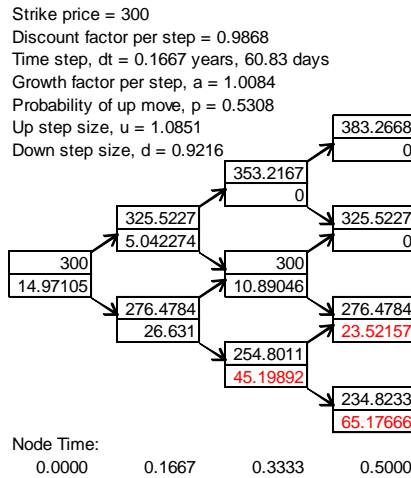 Strike price = 300
Discount factor per step = 0.9868
Time step, dt = 0.1667 years, 60.83 days
Growth factor per step, a = 1.0084
Probability of up move, p = 0.5308
Up step size, u = 1.0851
Down step size, d = 0.9216
383.2668
0
353.2167
0
325.5227
5.042274
325.5227
0
300
14.97105
300
10.89046
276.4784
26.631
276.4784
23.52157
254.8011
45.19892
234.8233
65.17666
Node Time:
0.0000 0.1667 0.3333 0.5000